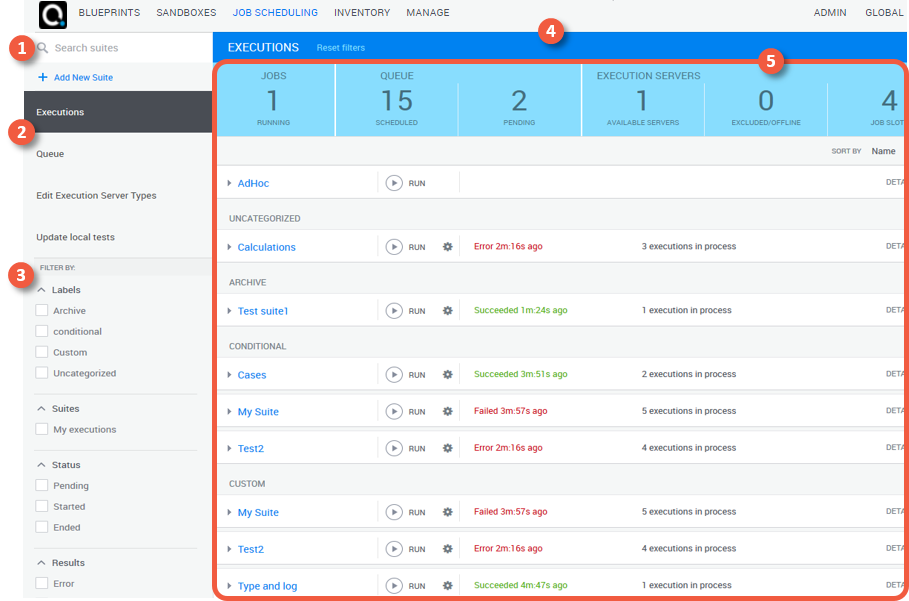 BLUEPRINTS SANDBOXES JOB SCHEDULING INVENTORY MANAGE ADMIN GLOBAL
1 Search suites
EXECUTIONS Reset filters
4
+ Add New Suite
5
JOBS QUEUE EXECUTION SERVERS
1 15 2 1 0 4
RUNNING SCHEDULED PENDING AVAILABLE SERVERS EXCLUDED/OFFLINE JOB SLOT
Executions
2
Queue
Edit Execution Server Types
Update local tests
3
FILTER BY:
Labels
Archive
conditional
Custom
Uncategorized
Suites
My executions
Status
Pending
Started
Ended
Results
Error
SORT BY Name
AdHoc RUN DETA
UNCATEGORIZED
Calculations RUN Error 2m:16s ago 3 executions in process DETA
ARCHIVE
Test suite1 RUN Succeeded 1m:24s ago 1 execution in process DETA
CONDITIONAL
Cases RUN Succeeded 3m:51s ago 2 executions in process DETA
My Suite RUN Failed 3m:57s ago 5 executions in process DETA
Test2 RUN Error 2m:16s ago 4 executions in process DETA
CUSTOM
My Suite RUN Failed 3m:57s ago 5 executions in process DETA
Test2 RUN Error 2m:16s ago 4 executions in process DETA
Type and log RUN Succeeded 4m:47s ago 1 execution in process DETA